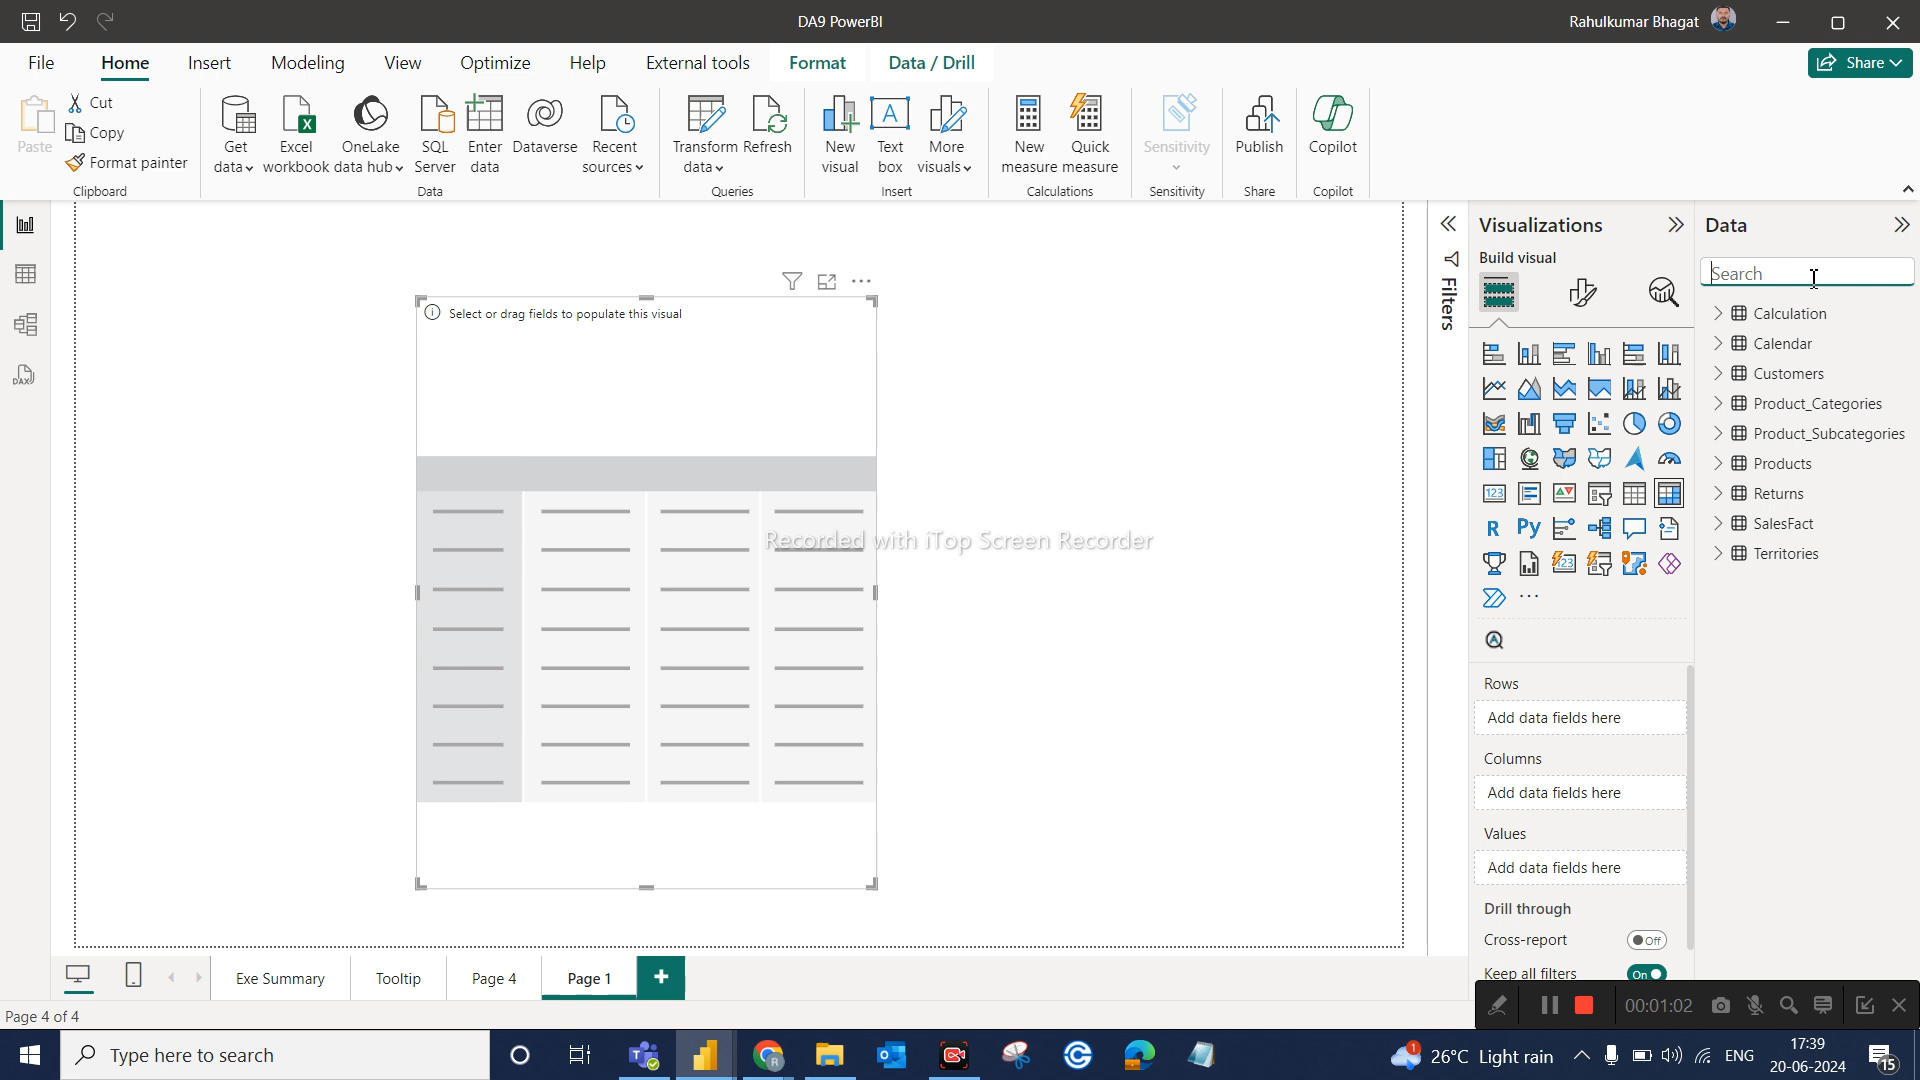 DA9 PowerBI
Rahulkumar Bhagat
File
Home
Insert
Modeling
View
Optimize
Help
External tools
Format
Data / Drill
Share
Paste
Cut
Copy
Format painter
Clipboard
Get data
Excel workbook
OneLake data hub
SQL Server
Enter data
Dataverse
Recent sources
Data
Transform data
Refresh
Queries
New visual
Text box
More visuals
Insert
New measure
Quick measure
Calculations
Sensitivity
Sensitivity
Publish
Share
Copilot
Copilot
Select or drag fields to populate this visual
Recorded with iTop Screen Recorder
Filters
Visualizations
Build visual
Rows
Add data fields here
Columns
Add data fields here
Values
Add data fields here
Drill through
Cross-report
Off
Keep all filters
On
Data
Search
Calculation
Calendar
Customers
Product_Categories
Product_Subcategories
Products
Returns
SalesFact
Territories
Exe Summary
Tooltip
Page 4
Page 1
Page 4 of 4
00:01:02
Type here to search
26°C Light rain
ENG
17:39
20-06-2024
15